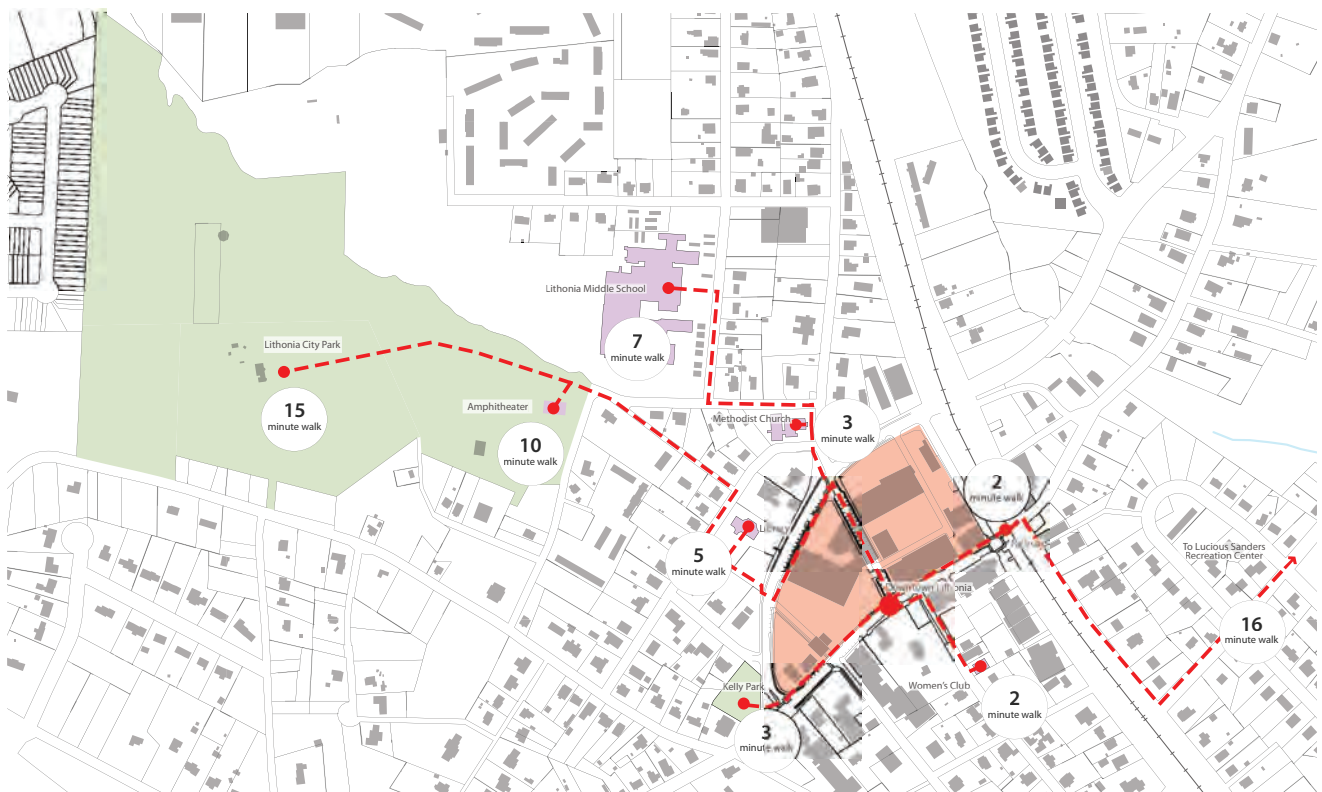 Lithonia Middle School
7
minute walk
Lithonia City Park
15
minute walk
Amphitheater
10
minute walk
Methodist Church
3
minute walk
2
minute walk
Library
5
minute walk
To Lucious Sanders
Recreation Center
Downtown Lithonia
16
minute walk
Kelly Park
Women's Club
2
minute walk
3
minute walk